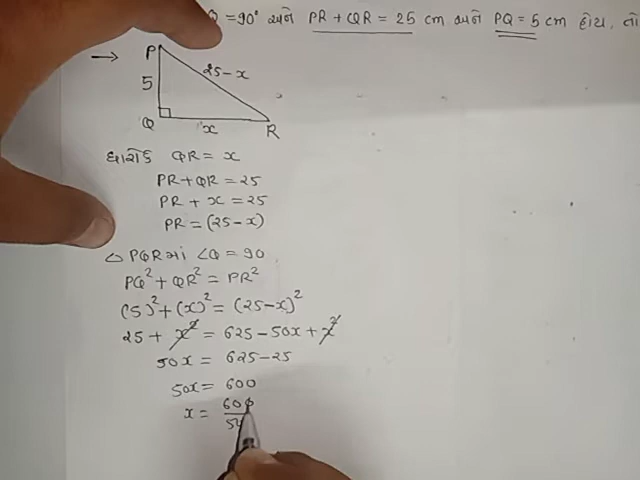 Q = 90° અને PR + QR = 25 cm અને PQ = 5 cm હોય, તો
→
P
5
25 - x
Q
x
R
ધારોકે QR = x
PR + QR = 25
PR + x = 25
PR = (25 - x)
△ PQR માં ∠Q = 90
PQ² + QR² = PR²
(5)² + (x)² = (25 - x)²
25 + x² = 625 - 50x + x²
50x = 625 - 25
50x = 600
x = 600